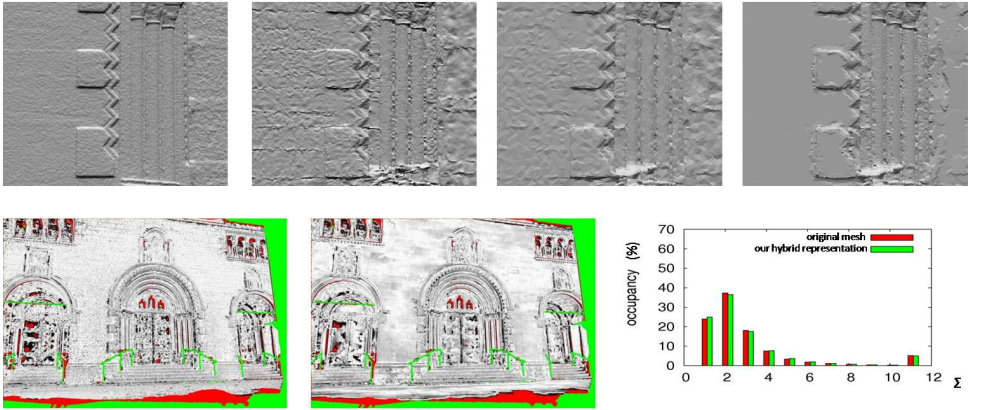 70
60
50
40
30
20
10
0
occupancy (%)
original mesh
our hybrid representation
0 2 4 6 8 10 12
Σ